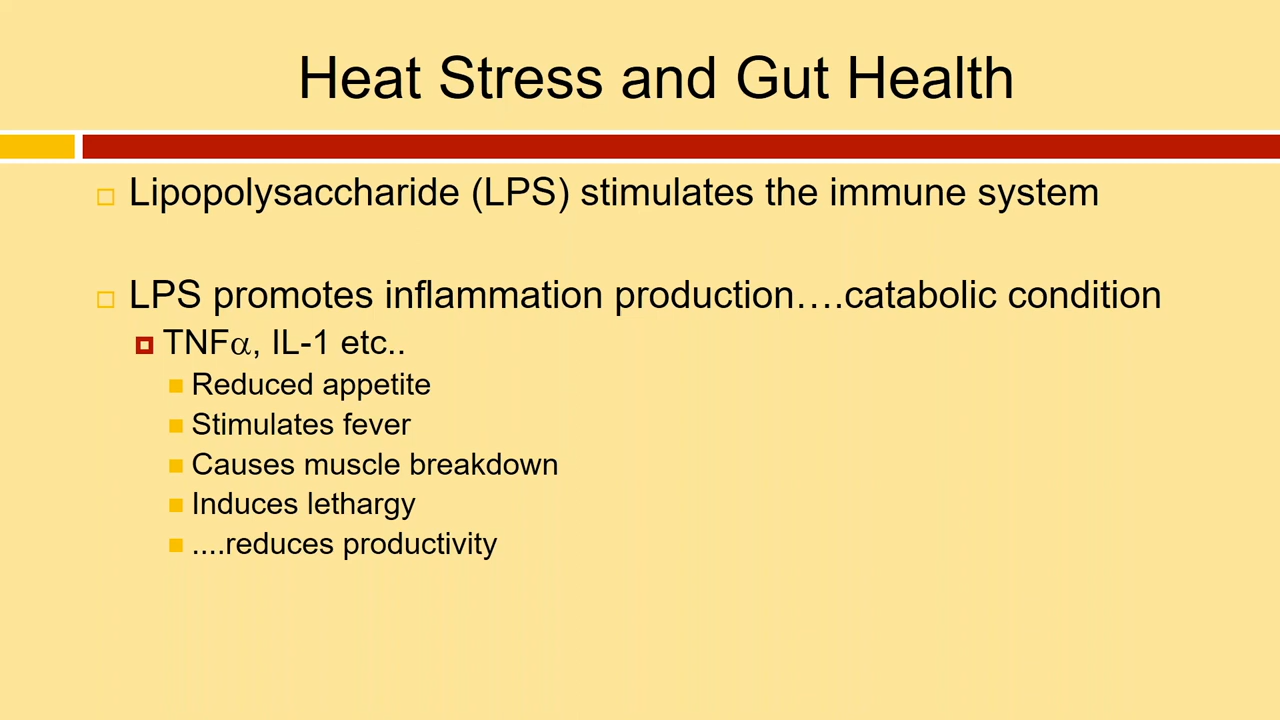 Heat Stress and Gut Health
Lipopolysaccharide (LPS) stimulates the immune system
LPS promotes inflammation production….catabolic condition
TNFα, IL-1 etc..
Reduced appetite
Stimulates fever
Causes muscle breakdown
Induces lethargy
....reduces productivity